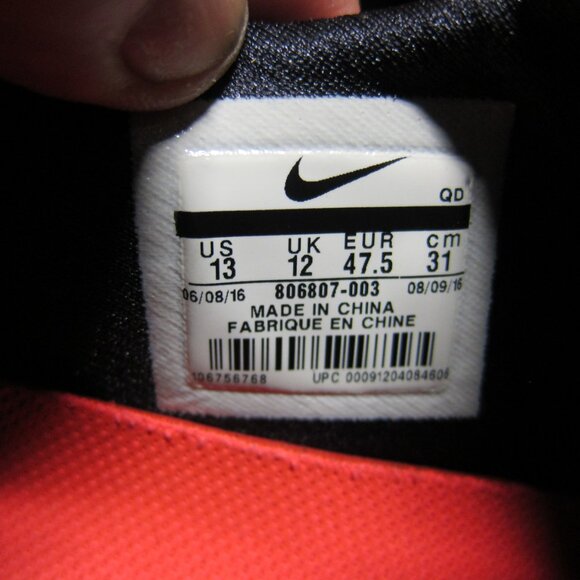 QD
US UK EUR cm
13 12 47.5 31
06/08/16 806807-003 08/09/16
MADE IN CHINA
FABRIQUE EN CHINE
106756768 UPC 00091204084608